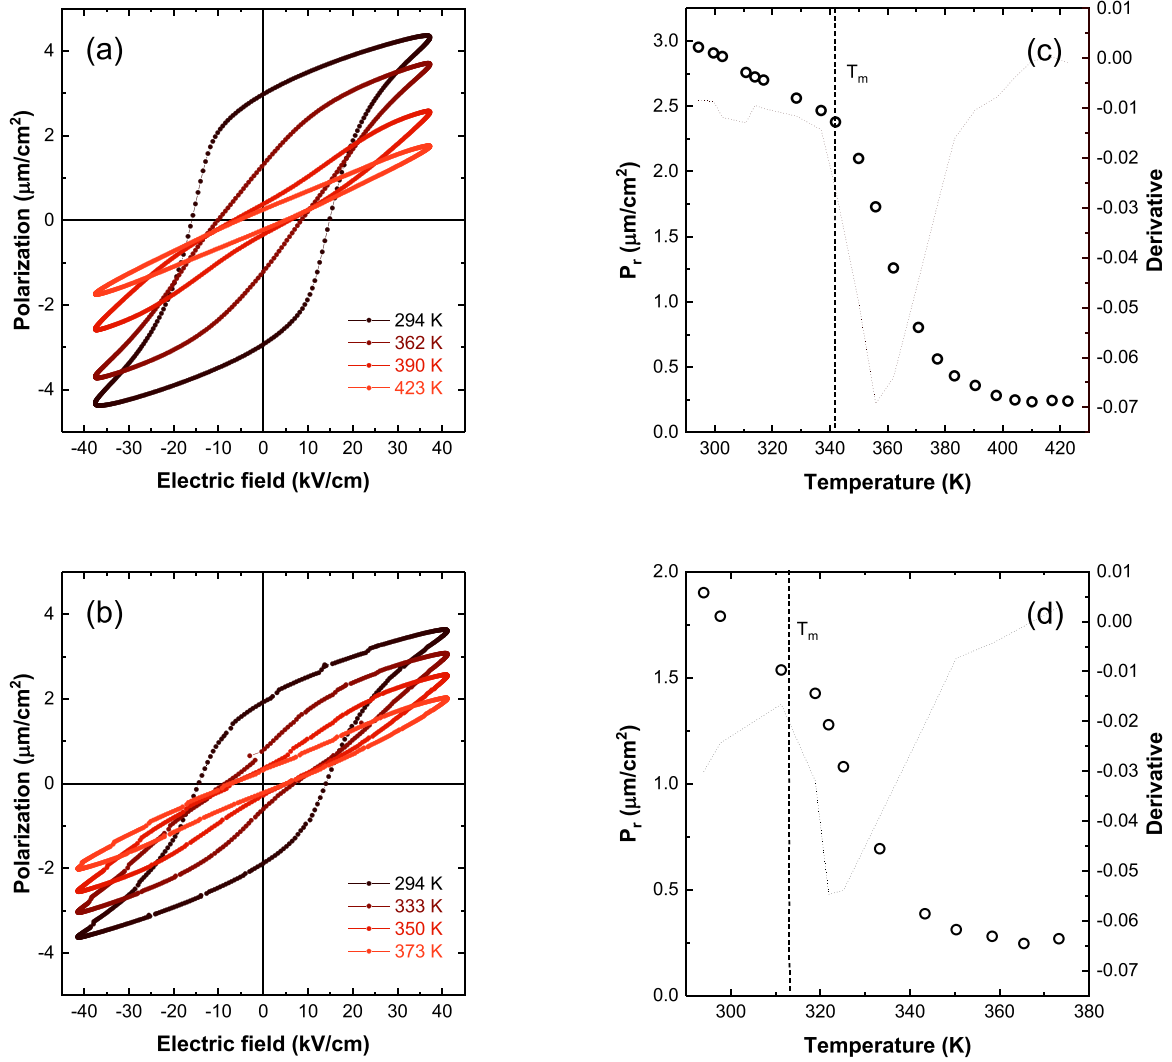 (a)
Polarization (μm/cm²)
4
2
0
-2
-4
294 K
362 K
390 K
423 K
-40 -30 -20 -10 0 10 20 30 40
Electric field (kV/cm)
(c)
P_r (μm/cm²)
3.0
2.5
2.0
1.5
1.0
0.5
0.0
T_m
0.01
0.00
-0.01
-0.02
-0.03
-0.04
-0.05
-0.06
-0.07
Derivative
300 320 340 360 380 400 420
Temperature (K)
(b)
Polarization (μm/cm²)
4
2
0
-2
-4
294 K
333 K
350 K
373 K
-40 -30 -20 -10 0 10 20 30 40
Electric field (kV/cm)
(d)
P_r (μm/cm²)
2.0
1.5
1.0
0.5
0.0
T_m
0.01
0.00
-0.01
-0.02
-0.03
-0.04
-0.05
-0.06
-0.07
Derivative
300 320 340 360 380
Temperature (K)